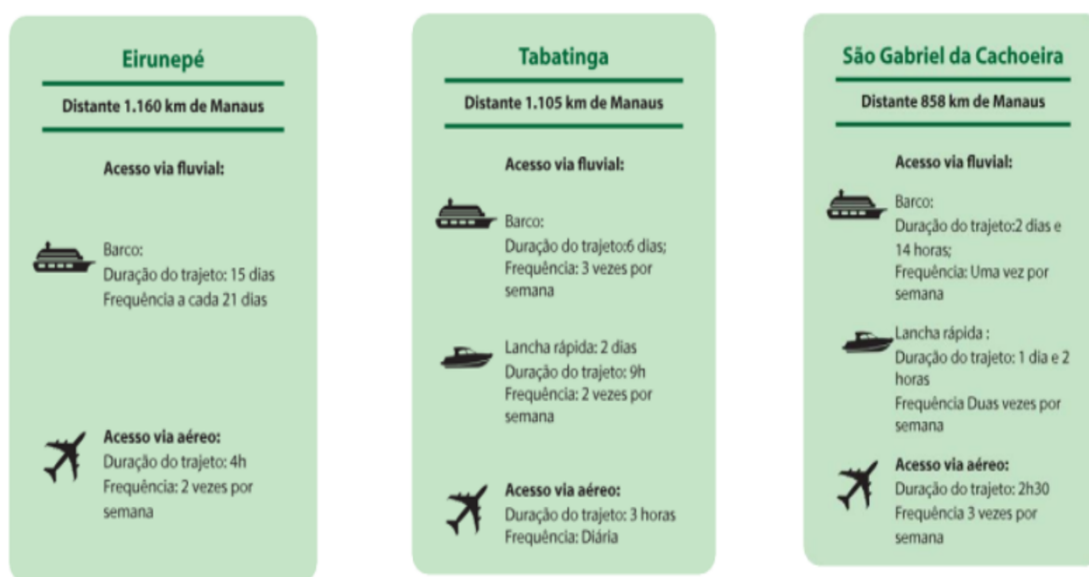 Eirunepé
Distante 1.160 km de Manaus
Acesso via fluvial:
Barco:
Duração do trajeto: 15 dias
Frequência a cada 21 dias
Acesso via aéreo:
Duração do trajeto: 4h
Frequência: 2 vezes por
semana
Tabatinga
Distante 1.105 km de Manaus
Acesso via fluvial:
Barco:
Duração do trajeto:6 dias;
Frequência: 3 vezes por
semana
Lancha rápida: 2 dias
Duração do trajeto: 9h
Frequência: 2 vezes por
semana
Acesso via aéreo:
Duração do trajeto: 3 horas
Frequência: Diária
São Gabriel da Cachoeira
Distante 858 km de Manaus
Acesso via fluvial:
Barco:
Duração do trajeto:2 dias e
14 horas;
Frequência: Uma vez por
semana
Lancha rápida :
Duração do trajeto: 1 dia e 2
horas
Frequência Duas vezes por
semana
Acesso via aéreo:
Duração do trajeto: 2h30
Frequência 3 vezes por
semana